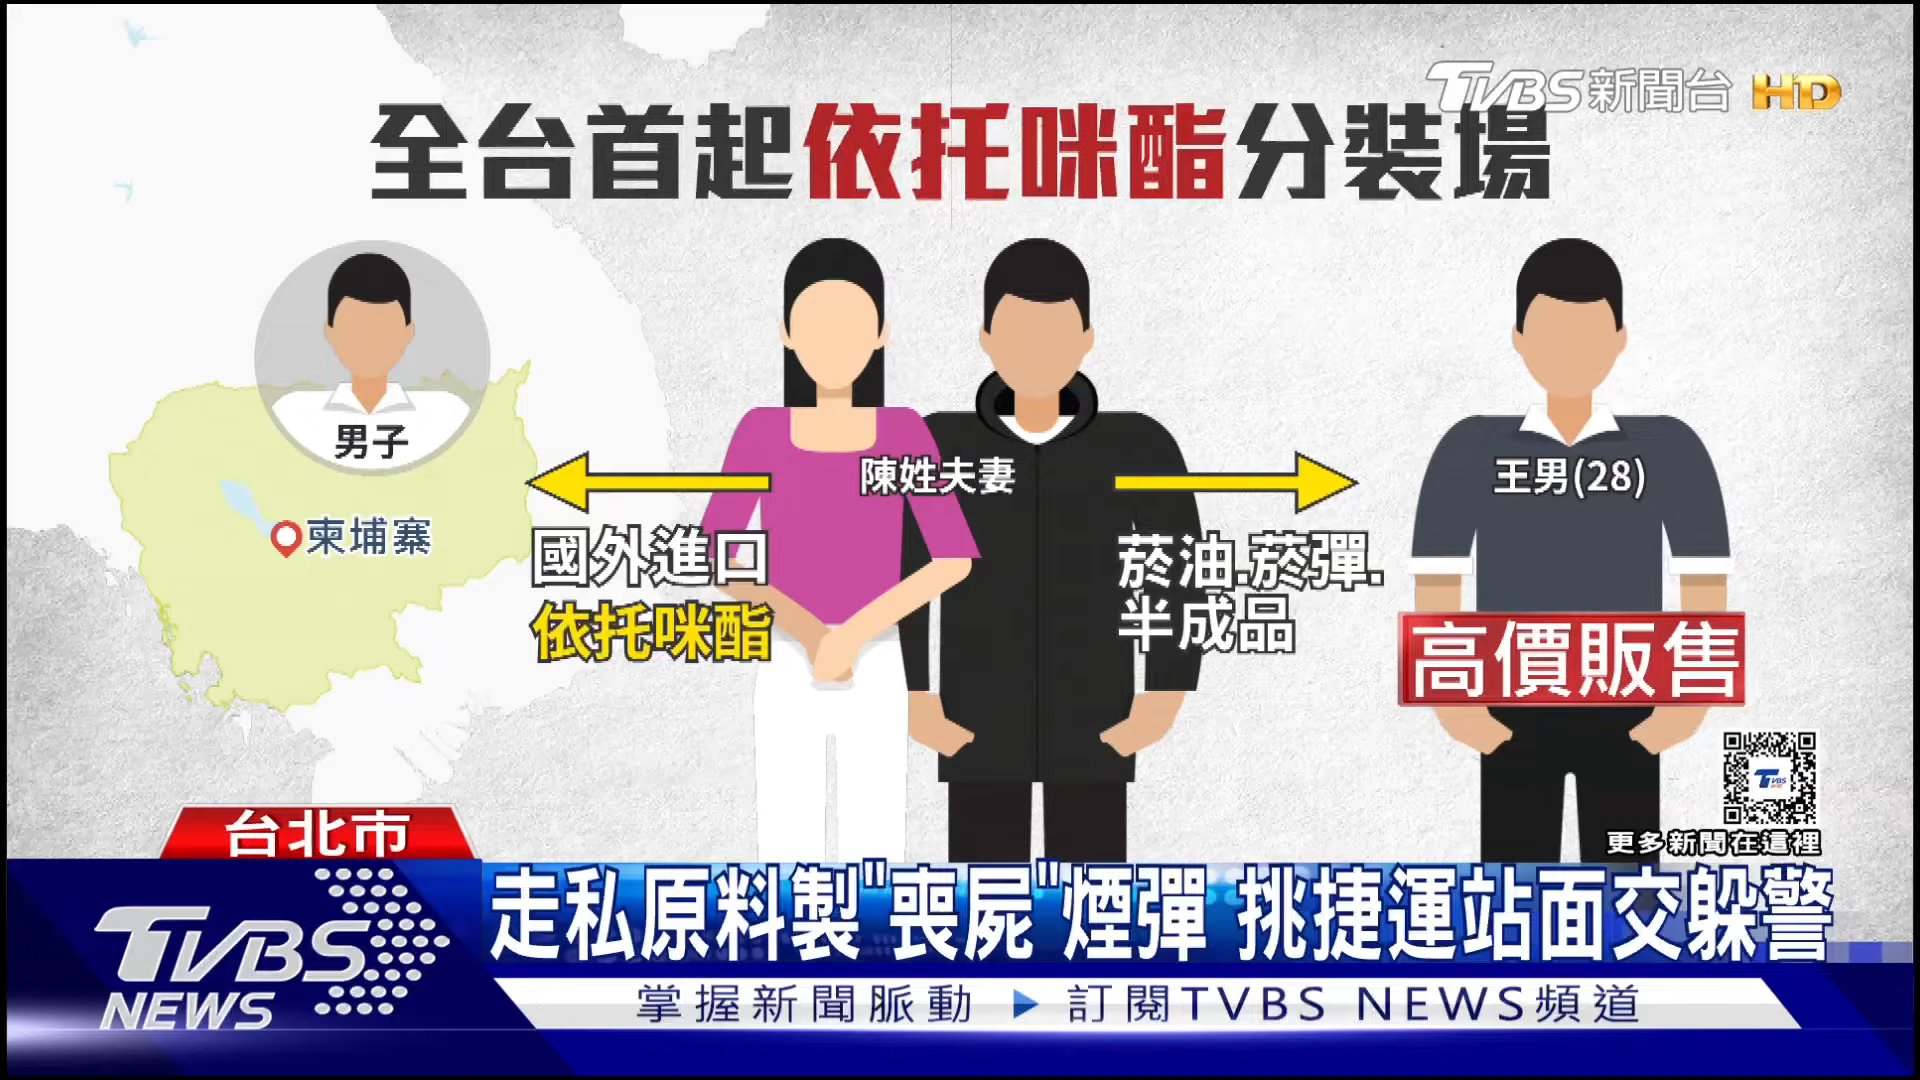 TVBS新聞台 HD
全台首起依托咪酯分裝場
男子
柬埔寨
國外進口
依托咪酯
陳姓夫妻
菸油.菸彈.
半成品
王男(28)
高價販售
TVBS
更多新聞在這裡
台北市
走私原料製"喪屍"煙彈 挑捷運站面交躲警
TVBS
NEWS
掌握新聞脈動 ▶ 訂閱TVBS NEWS頻道